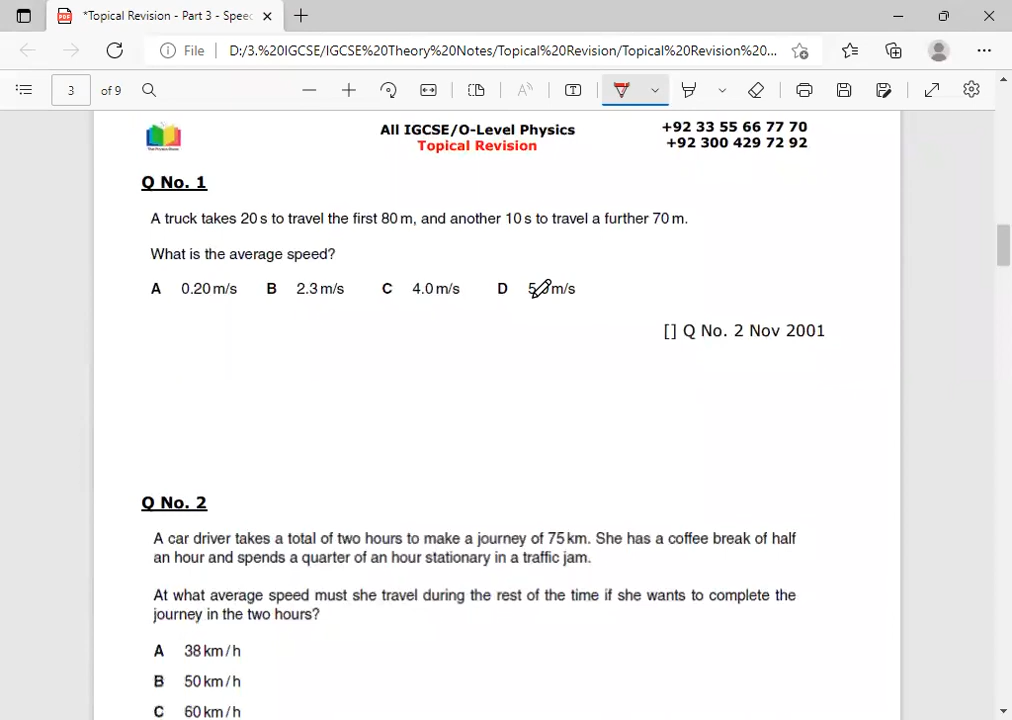 *Topical Revision - Part 3 - Speed
File D:/3.%20IGCSE/IGCSE%20Theory%20Notes/Topical%20Revision/Topical%20Revision%20...
3 of 9
All IGCSE/O-Level Physics
Topical Revision
+92 33 55 66 77 70
+92 300 429 72 92
Q No. 1
A truck takes 20 s to travel the first 80 m, and another 10 s to travel a further 70 m.
What is the average speed?
A 0.20 m/s B 2.3 m/s C 4.0 m/s D m/s
[] Q No. 2 Nov 2001
Q No. 2
A car driver takes a total of two hours to make a journey of 75 km. She has a coffee break of half
an hour and spends a quarter of an hour stationary in a traffic jam.
At what average speed must she travel during the rest of the time if she wants to complete the
journey in the two hours?
A 38 km / h
B 50 km / h
C 60 km / h